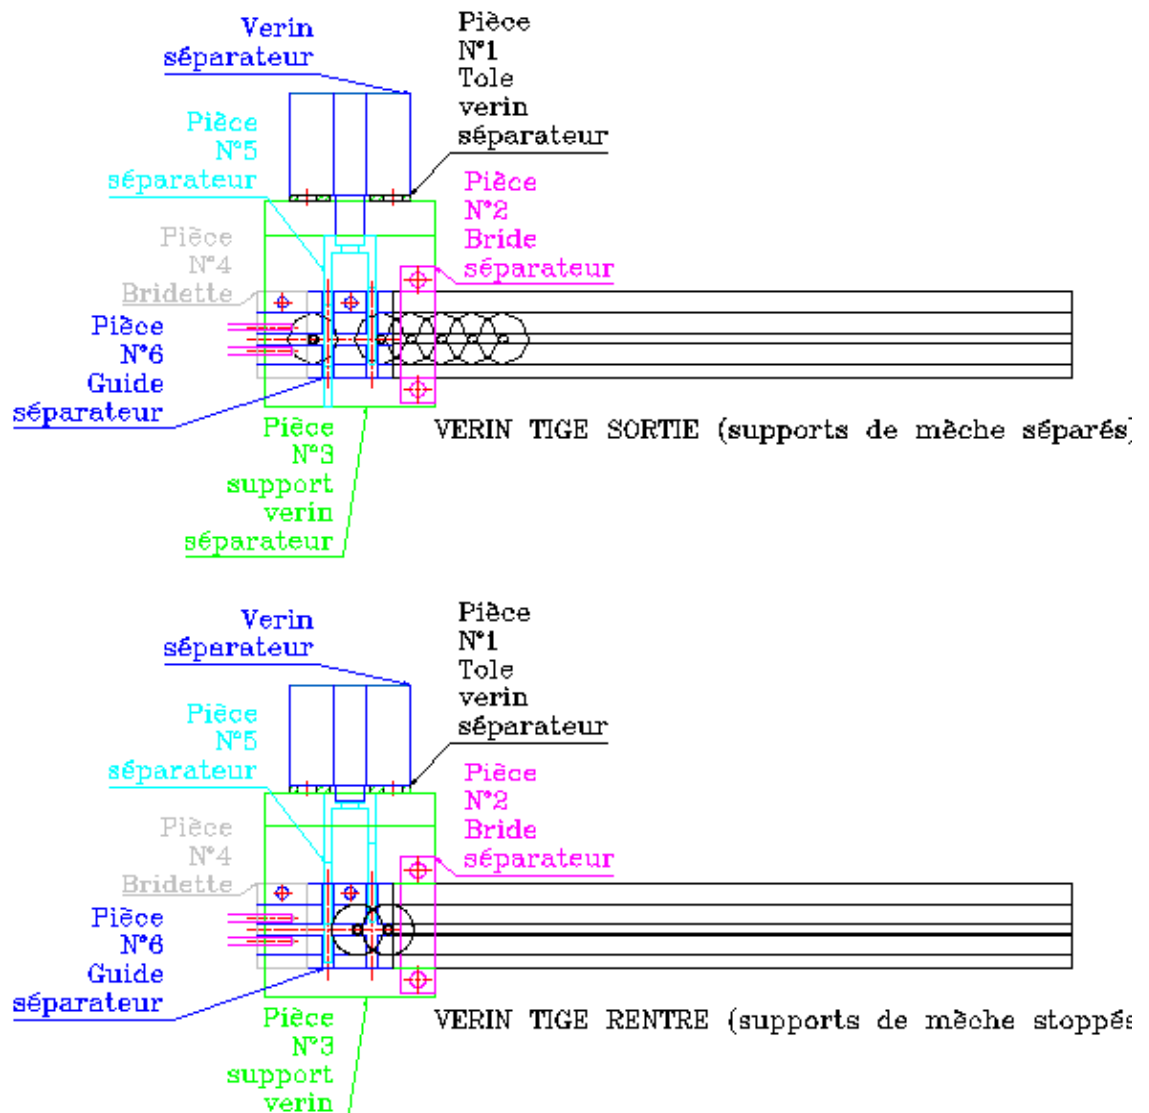 Verin
séparateur
Pièce
N°1
Tole
verin
séparateur
Pièce
N°5
séparateur
Pièce
N°2
Bride
séparateur
Pièce
N°4
Bridette
Pièce
N°6
Guide
séparateur
VERIN TIGE SORTIE (supports de mèche séparés)
Pièce
N°3
support
verin
séparateur
Verin
séparateur
Pièce
N°1
Tole
verin
séparateur
Pièce
N°5
séparateur
Pièce
N°2
Bride
séparateur
Pièce
N°4
Bridette
Pièce
N°6
Guide
séparateur
VERIN TIGE RENTRE (supports de mèche stoppés
Pièce
N°3
support
verin